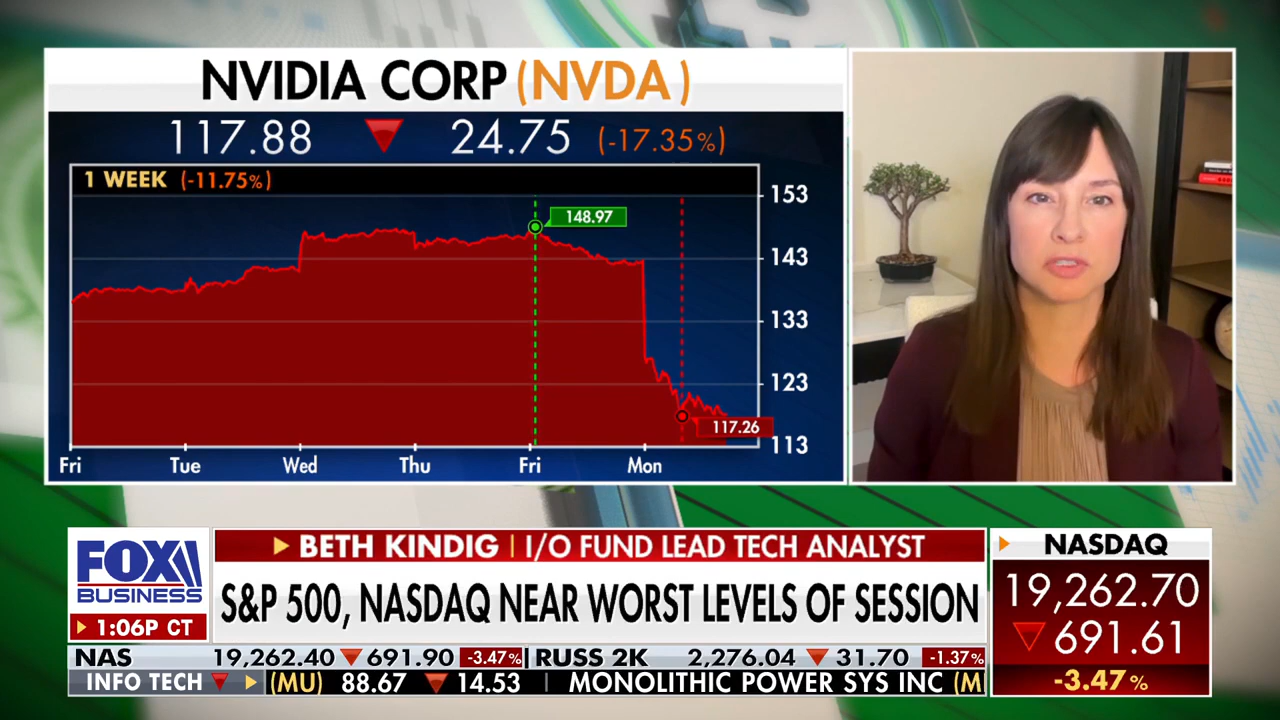 NVIDIA CORP (NVDA)
117.88 ▼ 24.75 (-17.35%)
1 WEEK (-11.75%)
153
148.97
143
133
123
117.26
113
Fri Tue Wed Thu Fri Mon
FOX
BUSINESS
1:06P CT
BETH KINDIG | I/O FUND LEAD TECH ANALYST
S&P 500, NASDAQ NEAR WORST LEVELS OF SESSION
NASDAQ
19,262.70
▼ 691.61
-3.47%
NAS 19,262.40 ▼ 691.90 -3.47% RUSS 2K 2,276.04 ▼ 31.70 -1.37%
INFO TECH ▼ (MU) 88.67 ▼ 14.53 | MONOLITHIC POWER SYS INC (M